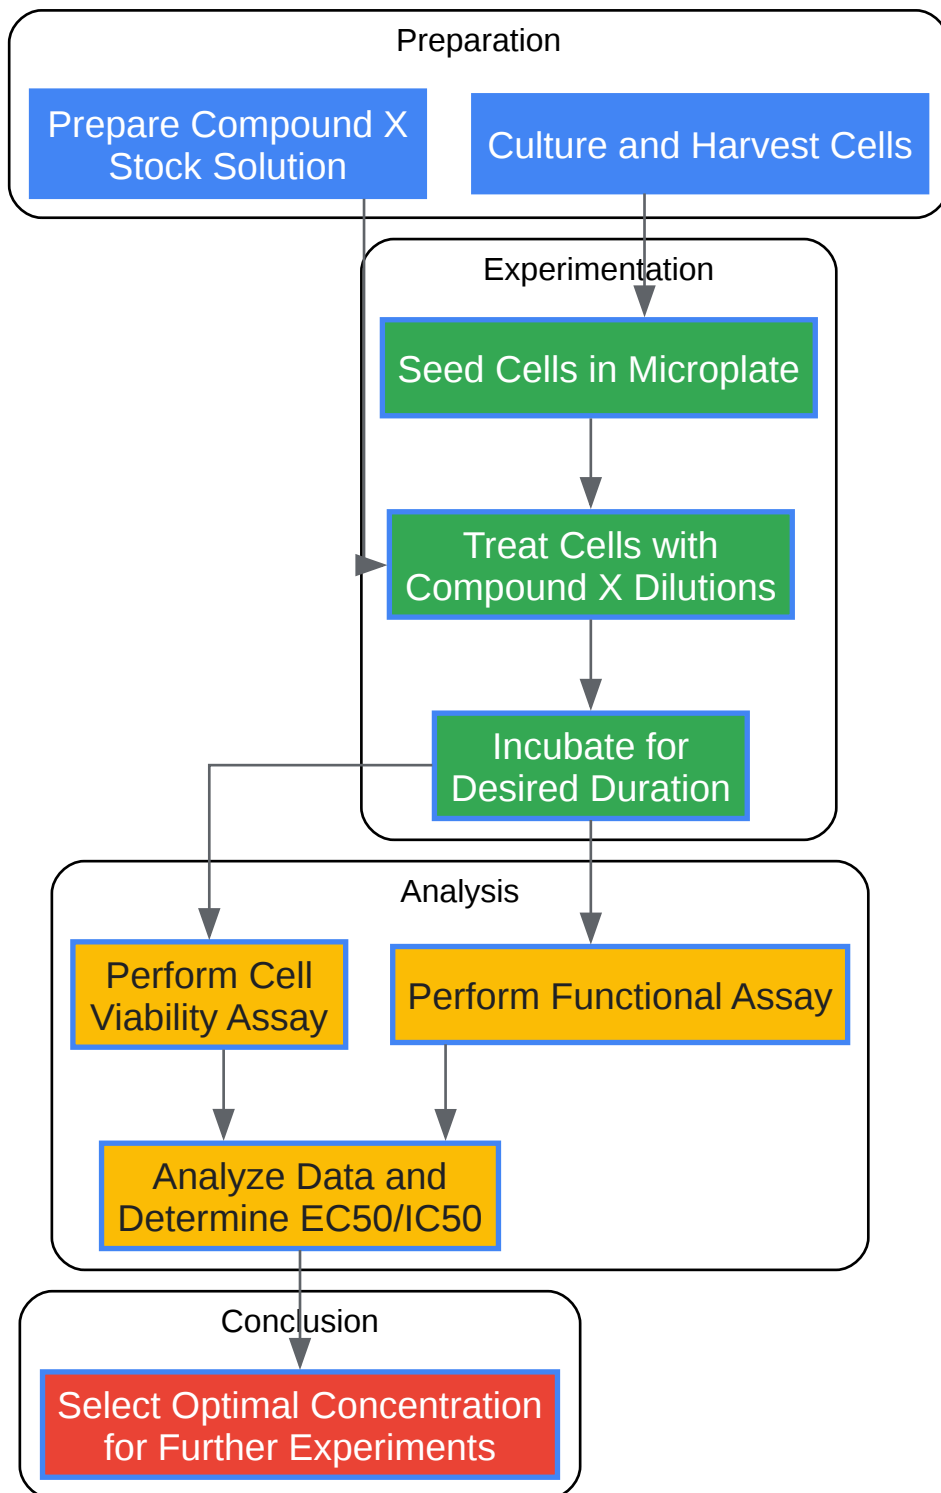 Preparation
Prepare Compound X
Stock Solution
Culture and Harvest Cells
Experimentation
Seed Cells in Microplate
Treat Cells with
Compound X Dilutions
Incubate for
Desired Duration
Analysis
Perform Cell
Viability Assay
Perform Functional Assay
Analyze Data and
Determine EC50/IC50
Conclusion
Select Optimal Concentration
for Further Experiments